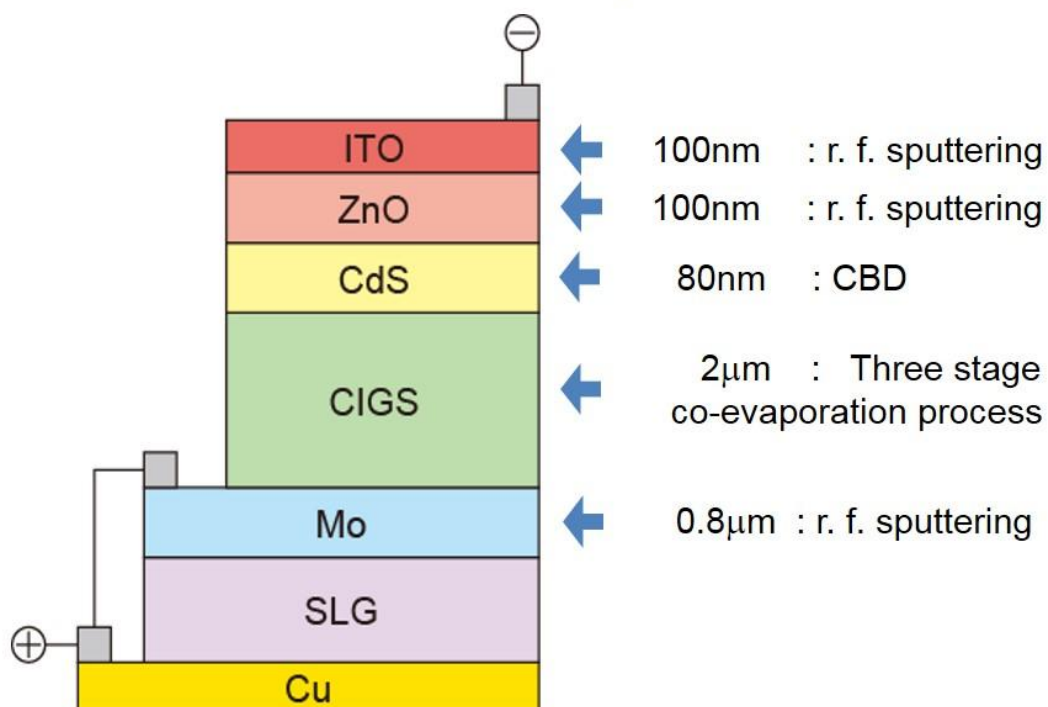 ⊖
ITO
100nm : r. f. sputtering
ZnO
100nm : r. f. sputtering
CdS
80nm : CBD
CIGS
2μm : Three stage
co-evaporation process
Mo
0.8μm : r. f. sputtering
SLG
⊕
Cu